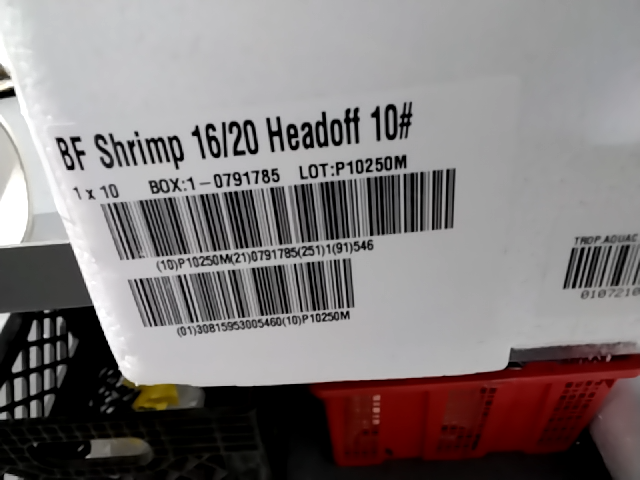 BF Shrimp 16/20 Headoff 10#
1 x 10 BOX:1-0791785 LOT:P10250M
(10)P10250M(21)0791785(251)1(91)546
(01)30815953005460(10)P10250M
TROP.AQUAC
0107210